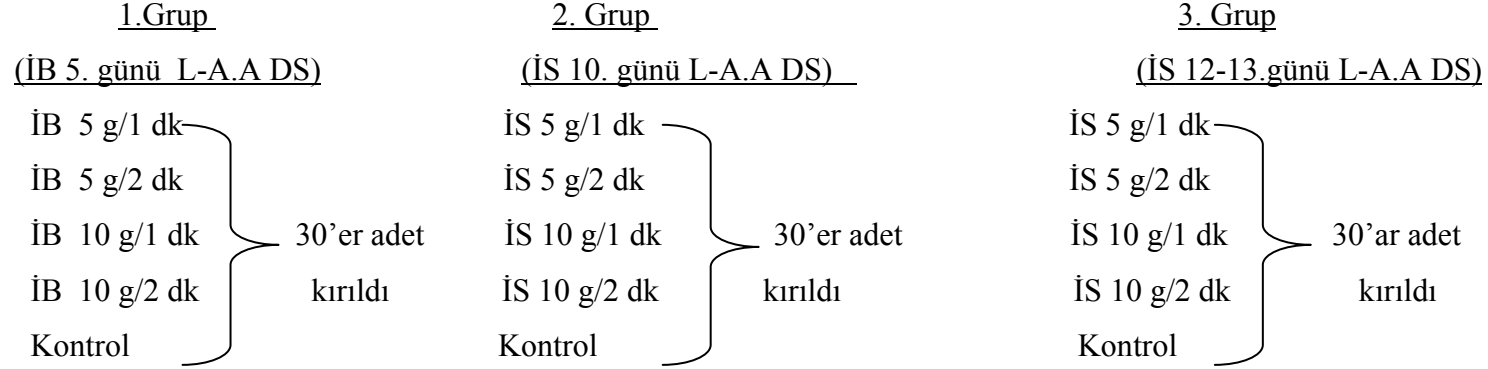 1.Grup
(İB 5. günü L-A.A DS)
İB 5 g/1 dk
İB 5 g/2 dk
İB 10 g/1 dk
İB 10 g/2 dk
Kontrol
30’er adet
kırıldı
2. Grup
(İS 10. günü L-A.A DS)
İS 5 g/1 dk
İS 5 g/2 dk
İS 10 g/1 dk
İS 10 g/2 dk
Kontrol
30’er adet
kırıldı
3. Grup
(İS 12-13.günü L-A.A DS)
İS 5 g/1 dk
İS 5 g/2 dk
İS 10 g/1 dk
İS 10 g/2 dk
Kontrol
30’ar adet
kırıldı